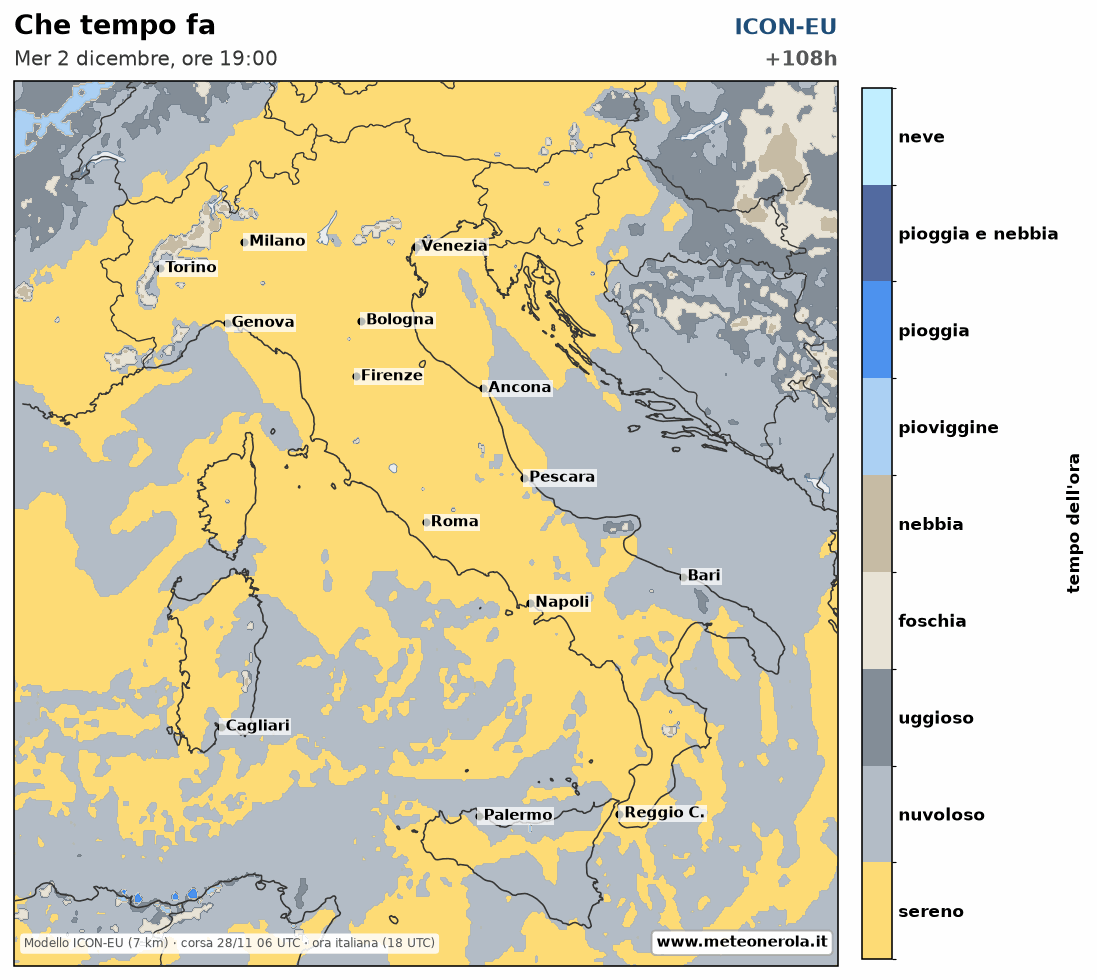 Che tempo fa
ICON-EU
Mer 2 dicembre, ore 19:00
+108h
neve
pioggia e nebbia
pioggia
pioviggine
nebbia
foschia
uggioso
nuvoloso
sereno
tempo dell'ora
Milano
Venezia
Torino
Genova
Bologna
Firenze
Ancona
Pescara
Roma
Bari
Napoli
Cagliari
Palermo
Reggio C.
Modello ICON-EU (7 km) · corsa 28/11 06 UTC · ora italiana (18 UTC)
www.meteonerola.it